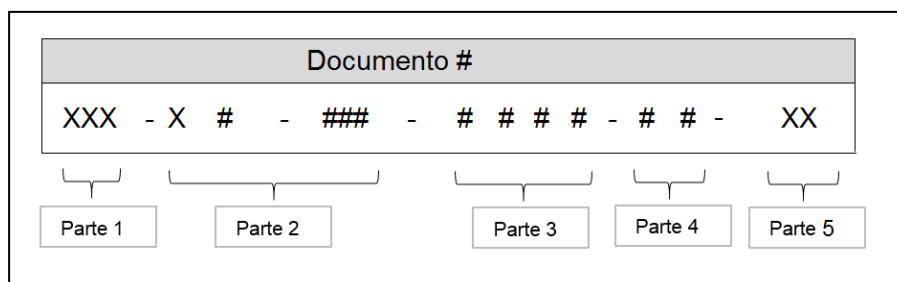 Documento #
XXX - X # - ### - # # # # - # # - XX
Parte 1 Parte 2 Parte 3 Parte 4 Parte 5